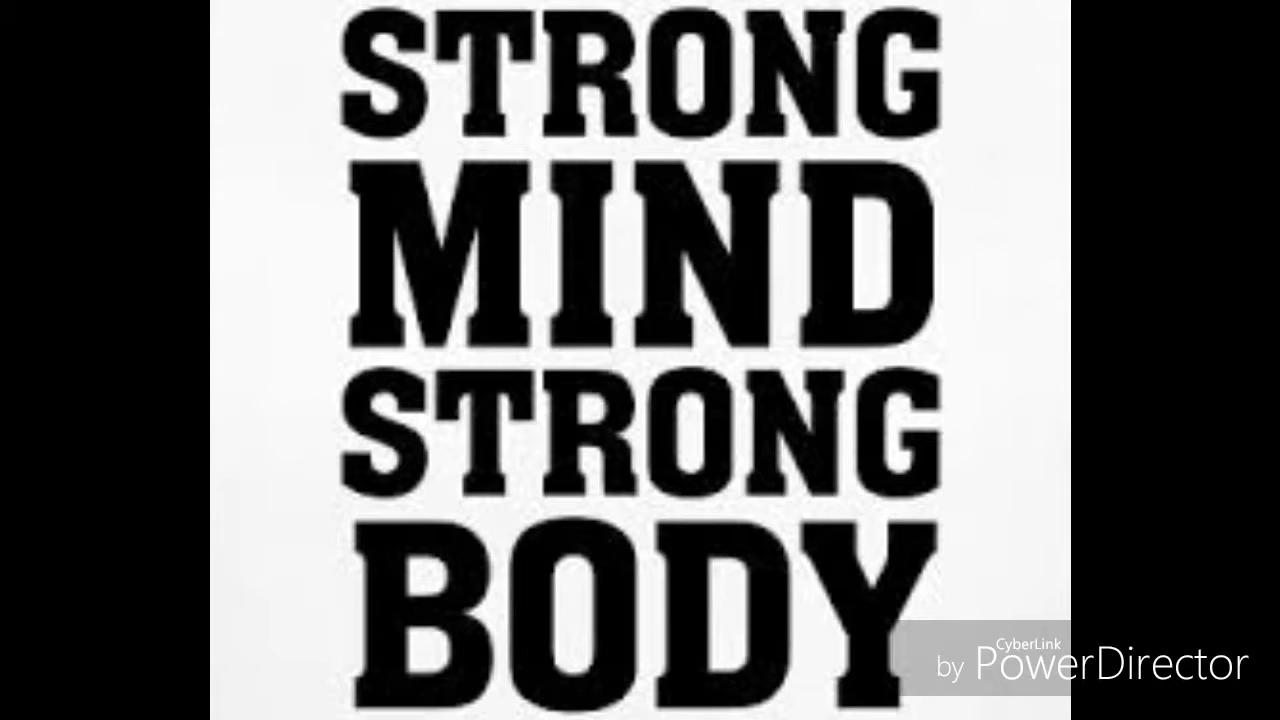 STRONG
MIND
STRONG
BODY
CyberLink
by PowerDirector